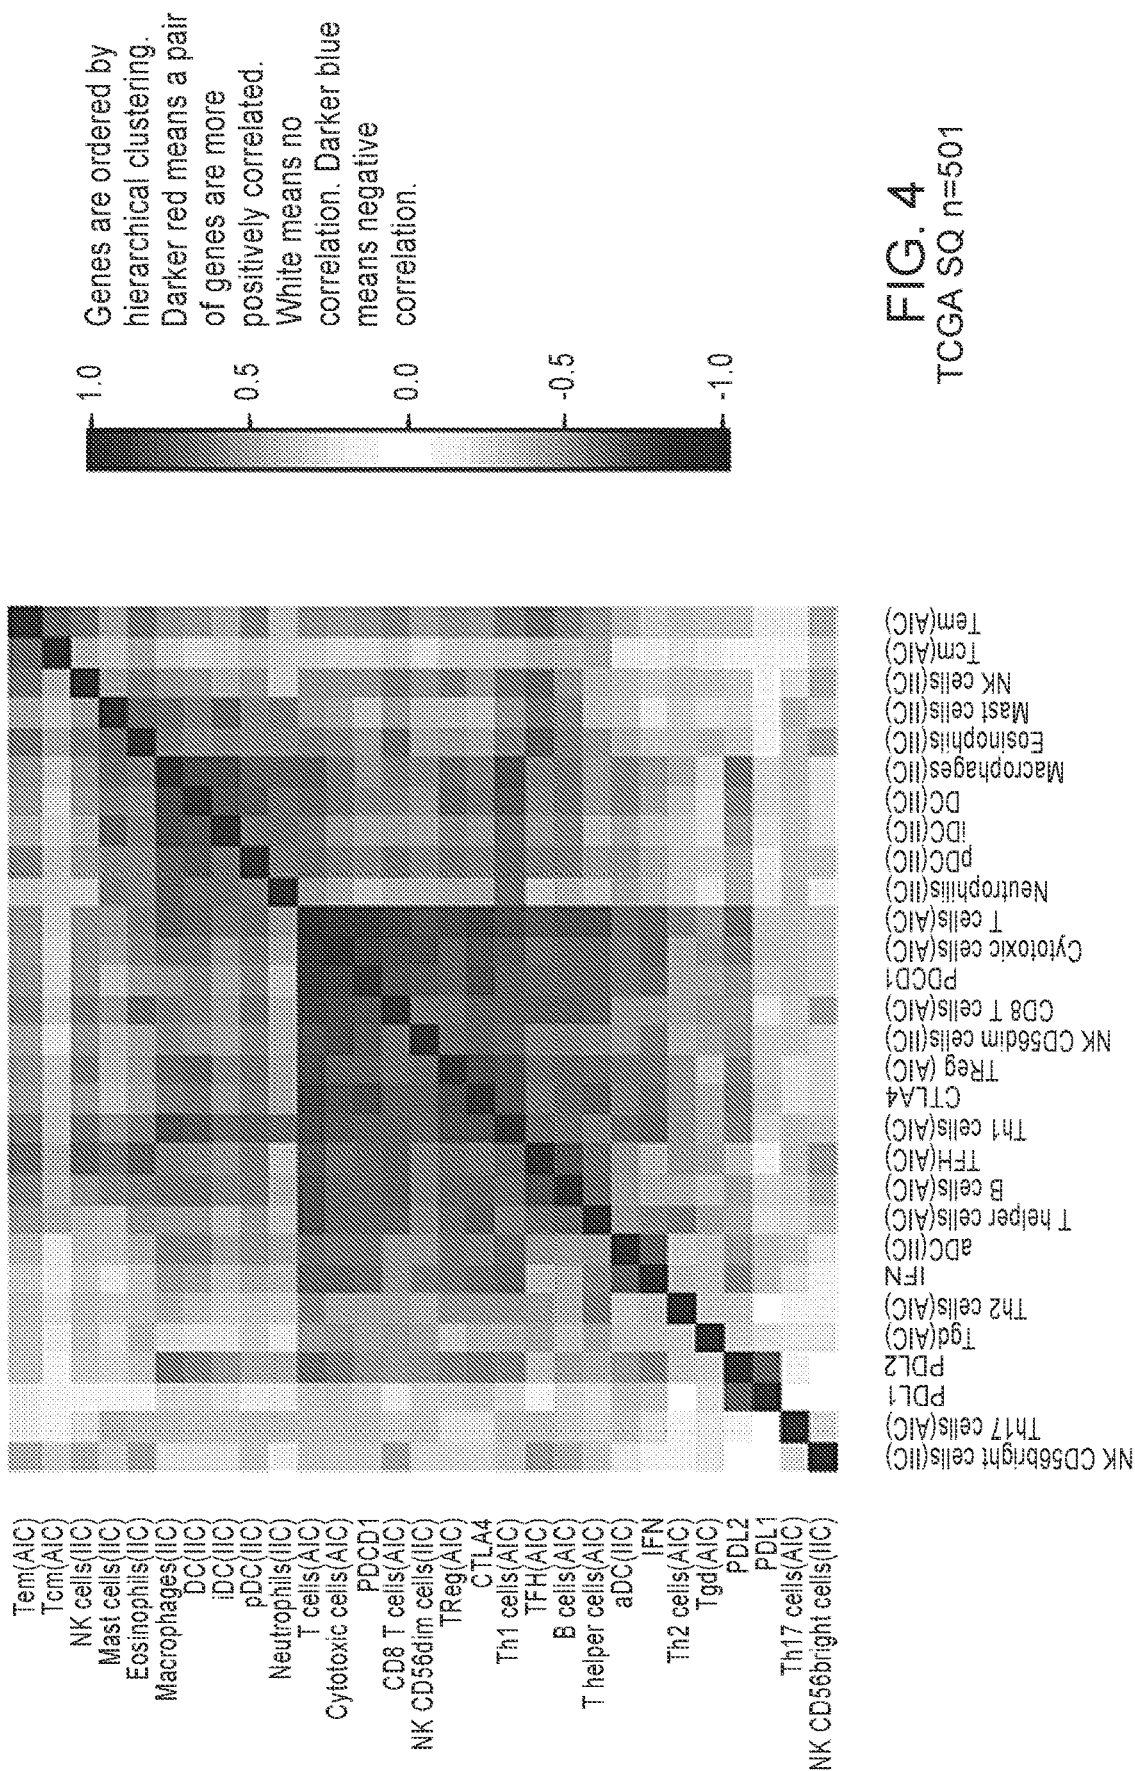 Genes are ordered by
hierarchical clustering.
Darker red means a pair
of genes are more
positively correlated.
White means no
correlation. Darker blue
means negative
correlation.
1.0
0.5
0.0
-0.5
-1.0
Tem(AIC)
Tcm(AIC)
NK cells(IIC)
Mast cells(IIC)
Eosinophils(IIC)
Macrophages(IIC)
DC(IIC)
iDC(IIC)
pDC(IIC)
Neutrophils(IIC)
T cells(AIC)
Cytotoxic cells(AIC)
PDCD1
CD8 T cells(AIC)
NK CD56dim cells(IIC)
TReg(AIC)
CTLA4
Th1 cells(AIC)
TFH(AIC)
B cells(AIC)
T helper cells(AIC)
aDC(IIC)
IFN
Th2 cells(AIC)
Tgd(AIC)
PDL2
PDL1
Th17 cells(AIC)
NK CD56bright cells(IIC)
Tem(AIC)
Tcm(AIC)
NK cells(IIC)
Mast cells(IIC)
Eosinophils(IIC)
Macrophages(IIC)
DC(IIC)
iDC(IIC)
pDC(IIC)
Neutrophilis(IIC)
T cells(AIC)
Cytotoxic cells(AIC)
PDCD1
CD8 T cells(AIC)
NK CD56dim cells(IIC)
TReg (AIC)
CTLA4
Th1 cells(AIC)
TFH(AIC)
B cells(AIC)
T helper cells(AIC)
aDC(IIC)
IFN
Th2 cells(AIC)
Tgd(AIC)
PDL2
PDL1
Th17 cells(AIC)
NK CD56bright cells(IIC)
FIG. 4
TCGA SQ n=501